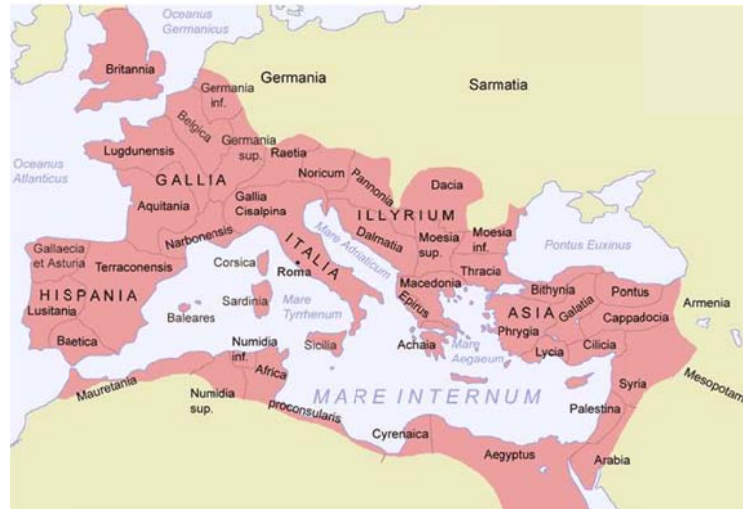 Oceanus
Germanicus
Britannia
Germania
Sarmatia
Germania
inf.
Belgica
Oceanus
Atlanticus
Lugdunensis
Germania
sup.
Raetia
GALLIA
Noricum
Pannonia
Dacia
Aquitania
Gallia
Cisalpina
ILLYRIUM
Narbonensis
ITALIA
Mare Adriaticum
Dalmatia
Moesia
sup.
Moesia
inf.
Pontus Euxinus
Gallaecia
et Asturia
Terraconensis
Corsica
Roma
Thracia
Macedonia
Epirus
Bithynia
Pontus
Armenia
HISPANIA
Lusitania
Baetica
Baleares
Sardinia
Mare
Tyrrhenum
ASIA
Galatia
Cappadocia
Phrygia
Lycia
Cilicia
Numidia
inf.
Sicilia
Achaia
Mare
Aegaeum
Mauretania
Numidia
sup.
Africa
proconsularis
MARE INTERNUM
Syria
Mesopotam
Palestina
Cyrenaica
Aegyptus
Arabia